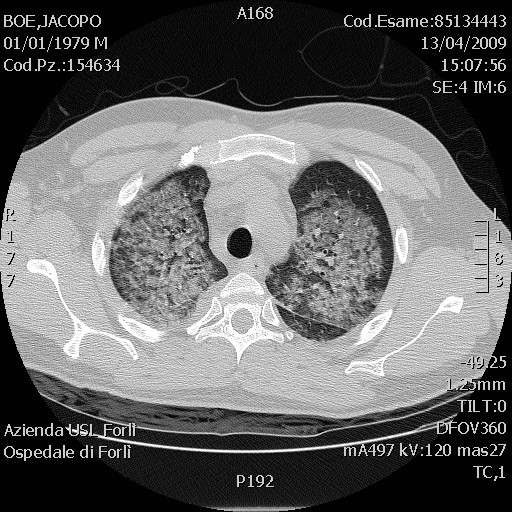 BOE,JACOPO
01/01/1979 M
Cod.Pz.:154634
A168
Cod.Esame:85134443
13/04/2009
15:07:56
SE:4 IM:6
R
1
7
7
L
1
8
3
-49.25
1.25mm
TILT:0
DFOV360
mA497 kV:120 mas27
TC,1
Azienda USL Forlì
Ospedale di Forlì
P192